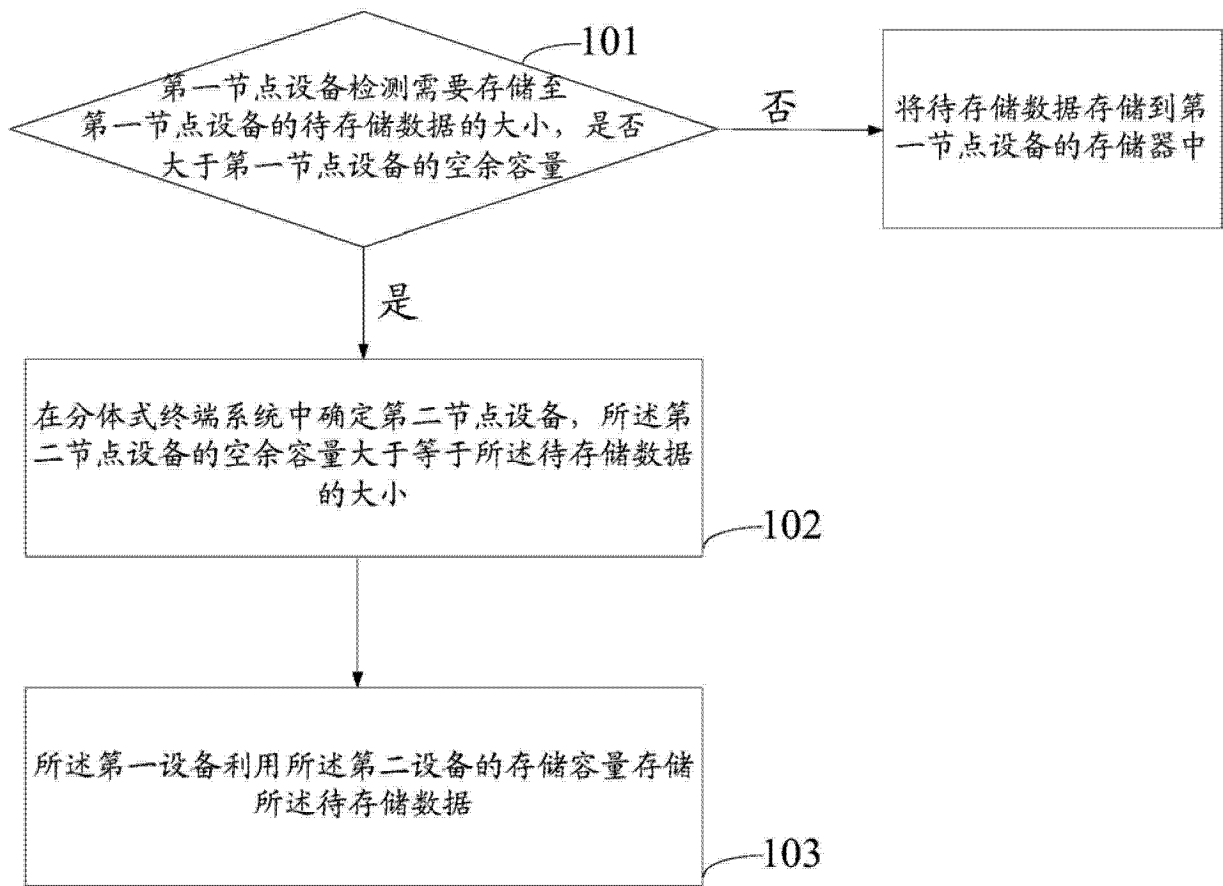 101
第一节点设备检测需要存储至
第一节点设备的待存储数据的大小，是否
大于第一节点设备的空余容量
否
将待存储数据存储到第
一节点设备的存储器中
是
在分体式终端系统中确定第二节点设备，所述第
二节点设备的空余容量大于等于所述待存储数据
的大小
102
所述第一设备利用所述第二设备的存储容量存储
所述待存储数据
103